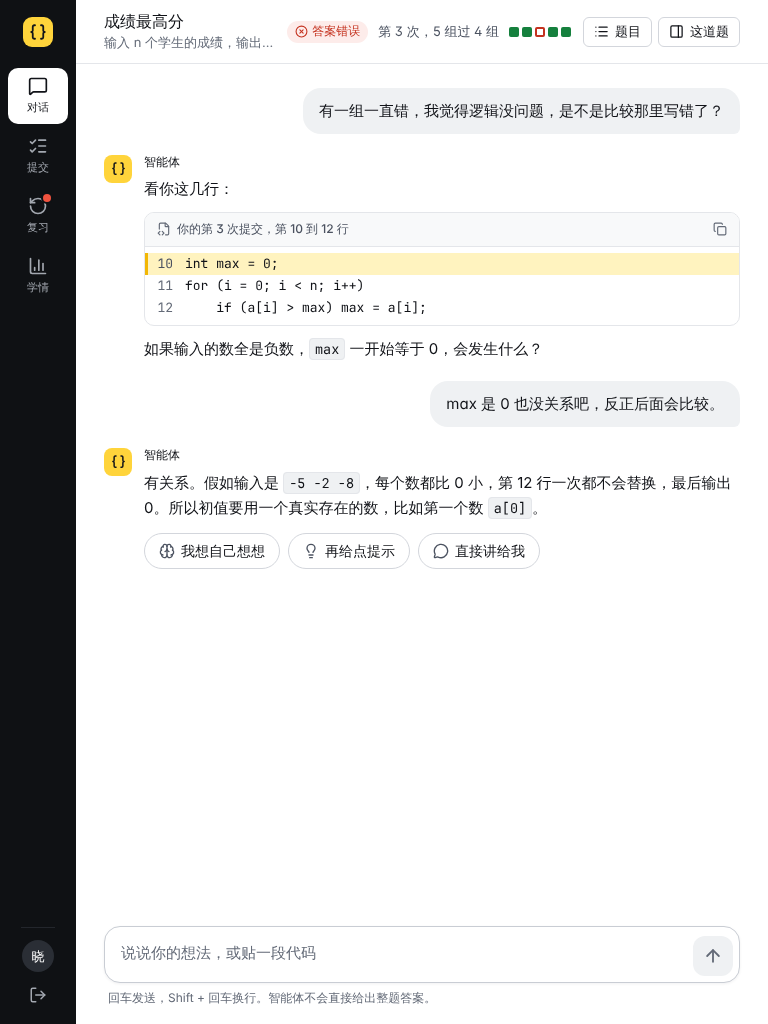 {}
对话
提交
复习
学情
晓
成绩最高分
输入 n 个学生的成绩，输出...
答案错误
第 3 次，5 组过 4 组
题目
这道题
有一组一直错，我觉得逻辑没问题，是不是比较那里写错了？
{}
智能体
看你这几行：
你的第 3 次提交，第 10 到 12 行
10 int max = 0;
11 for (i = 0; i < n; i++)
12     if (a[i] > max) max = a[i];
如果输入的数全是负数，max 一开始等于 0，会发生什么？
max 是 0 也没关系吧，反正后面会比较。
{}
智能体
有关系。假如输入是 -5 -2 -8，每个数都比 0 小，第 12 行一次都不会替换，最后输出
0。所以初值要用一个真实存在的数，比如第一个数 a[0]。
我想自己想想
再给点提示
直接讲给我
说说你的想法，或贴一段代码
回车发送，Shift + 回车换行。智能体不会直接给出整题答案。